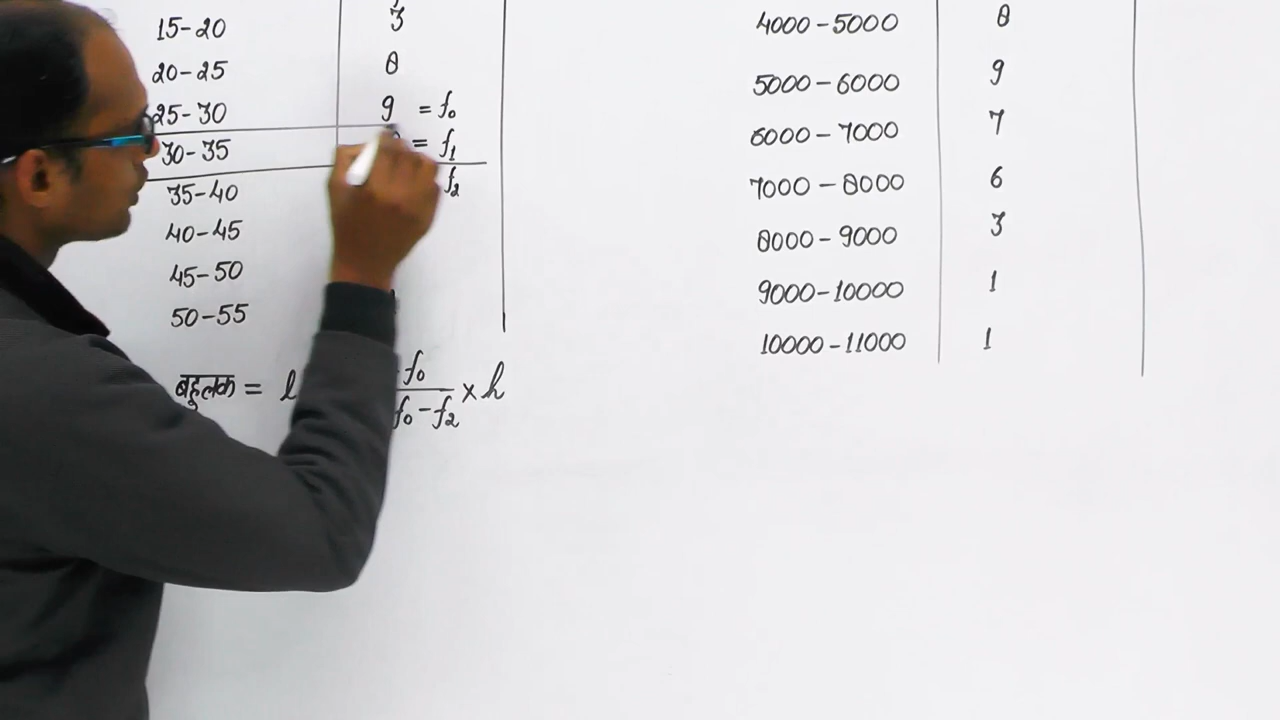 15-20 3
20-25 8
25-30 9 = f₀
30-35 = f₁
35-40 f₂
40-45
45-50
50-55
बहुलक = l f₀
f₀-f₂ × h
4000-5000 8
5000-6000 9
6000-7000 7
7000-8000 6
8000-9000 3
9000-10000 1
10000-11000 1